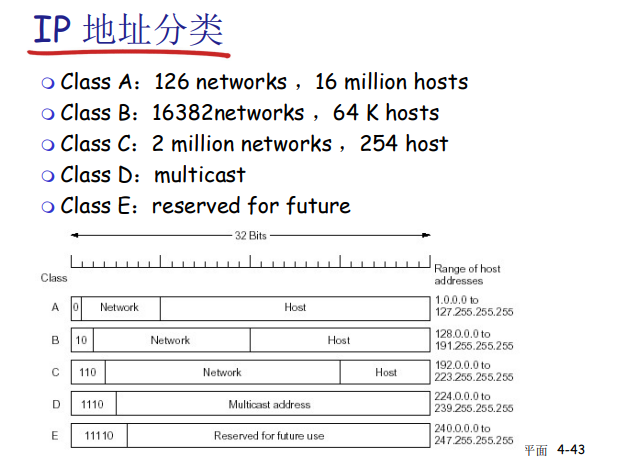 IP 地址分类
Class A：126 networks ，16 million hosts
Class B：16382networks ，64 K hosts
Class C：2 million networks ，254 host
Class D：multicast
Class E：reserved for future
32 Bits
Class
Range of host
addresses
A 0 Network Host 1.0.0.0 to
127.255.255.255
B 10 Network Host 128.0.0.0 to
191.255.255.255
C 110 Network Host 192.0.0.0 to
223.255.255.255
D 1110 Multicast address 224.0.0.0 to
239.255.255.255
E 11110 Reserved for future use 240.0.0.0 to
247.255.255.255
平面 4-43